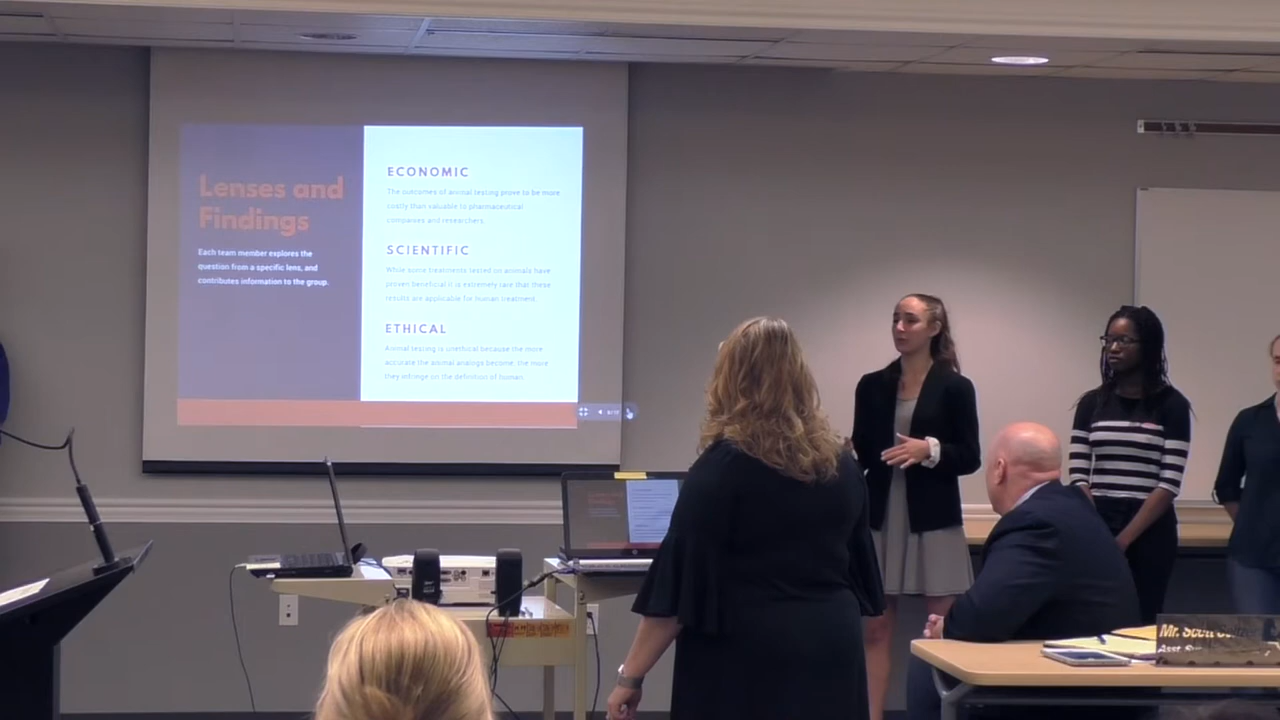 Lenses and
Findings
Each team member explores the
question from a specific lens, and
contributes information to the group.
ECONOMIC
The outcomes of animal testing prove to be more
costly than valuable to pharmaceutical
companies and researchers.
SCIENTIFIC
While some treatments tested on animals have
proven beneficial it is extremely rare that these
results are applicable for human treatment.
ETHICAL
Animal testing is unethical because the more
accurate the animal analogs become, the more
they infringe on the definition of human.
Mr. Scott
Asst.